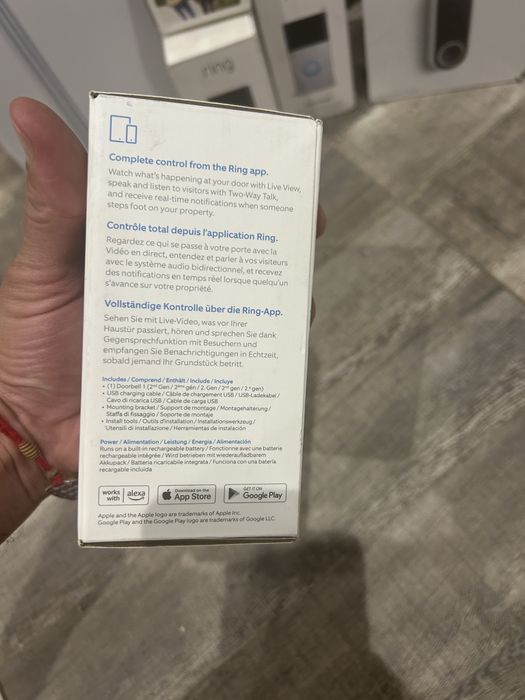 ring
Complete control from the Ring app.
Watch what's happening at your door with Live View,
speak and listen to visitors with Two-Way Talk,
and receive real-time notifications when someone
steps foot on your property.
Contrôle total depuis l'application Ring.
Regardez ce qui se passe à votre porte avec la
Vidéo en direct, entendez et parler à vos visiteurs
avec le système audio bidirectionnel, et recevez
des notifications en temps réel lorsque quelqu'un
s'avance sur votre propriété.
Vollständige Kontrolle über die Ring-App.
Sehen Sie mit Live-Video, was vor Ihrer
Haustür passiert, hören und sprechen Sie dank
Gegensprechfunktion mit Besuchern und
empfangen Sie Benachrichtigungen in Echtzeit,
sobald jemand Ihr Grundstück betritt.
Includes / Comprend / Enthält / Include / Incluye
• (1) Doorbell 1 (2nd Gen / 2ème gén / 2. Gen / 2nd gen / 2.ª gen)
• USB charging cable / Câble de chargement USB / USB-Ladekabel /
Cavo di ricarica USB / Cable de carga USB
• Mounting bracket / Support de montage / Montagehalterung /
Staffa di fissaggio / Soporte de montaje
• Install tools / Outils d'installation / Installationswerkzeug /
Utensili di installazione / Herramientas de instalación
Power / Alimentation / Leistung / Energia / Alimentación
Runs on a built-in rechargeable battery / Fonctionne avec une batterie
rechargeable intégrée / Wird betrieben mit wiederaufladbarem
Akkupack / Batteria ricaricabile integrata / Funciona con una batería
recargable incluida
works with alexa
Download on the App Store
GET IT ON Google Play
Apple and the Apple logo are trademarks of Apple Inc.
Google Play and the Google Play logo are trademarks of Google LLC.